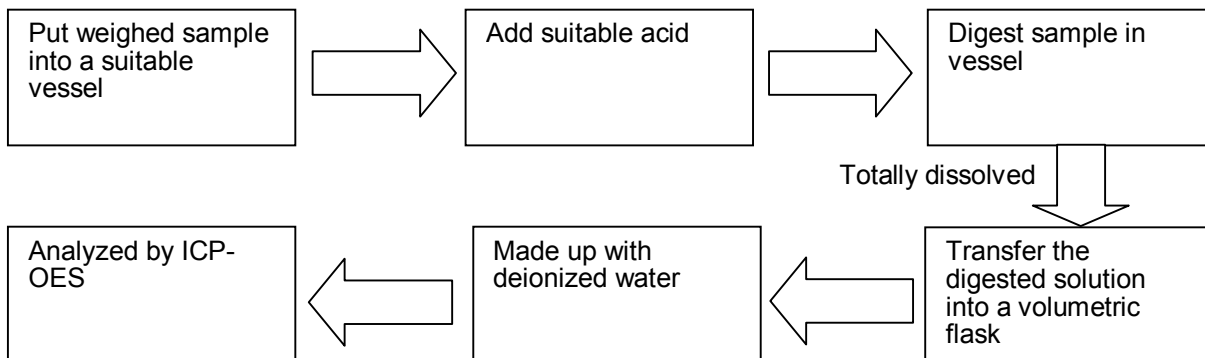 Put weighed sample
into a suitable
vessel
Add suitable acid
Digest sample in
vessel
Totally dissolved
Transfer the
digested solution
into a volumetric
flask
Made up with
deionized water
Analyzed by ICP-
OES